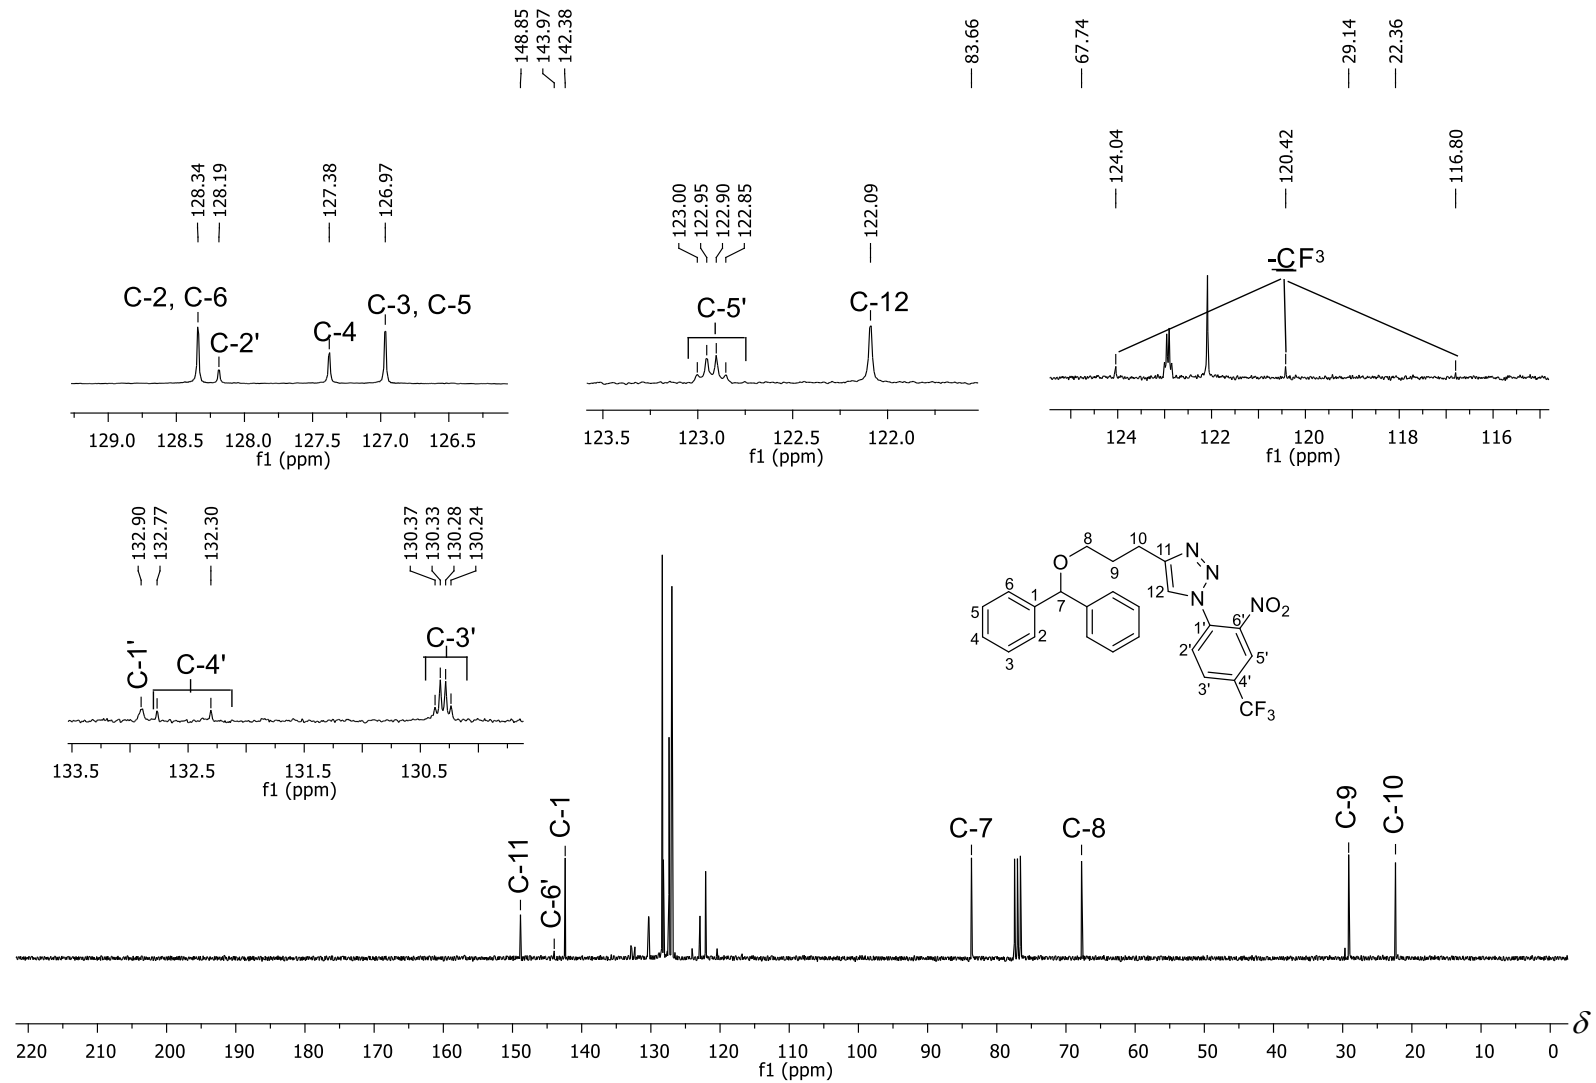 148.85
143.97
142.38
83.66
67.74
29.14
22.36
128.34
128.19
127.38
126.97
C-2, C-6
C-2'
C-4
C-3, C-5
129.0 128.5 128.0 127.5 127.0 126.5
f1 (ppm)
123.00
122.95
122.90
122.85
122.09
C-5'
C-12
123.5 123.0 122.5 122.0
f1 (ppm)
124.04
120.42
116.80
-CF3
124 122 120 118 116
f1 (ppm)
132.90
132.77
132.30
130.37
130.33
130.28
130.24
C-1'
C-4'
C-3'
133.5 132.5 131.5 130.5
f1 (ppm)
8 10
O 9 11 N
N
6 12 N
5 1 7
4 2
3
1' 6' NO2
2' 5'
3' 4'
CF3
C-11
C-6'
C-1
C-7
C-8
C-9
C-10
220 210 200 190 180 170 160 150 140 130 120 110 100 90 80 70 60 50 40 30 20 10 0
f1 (ppm)
δ